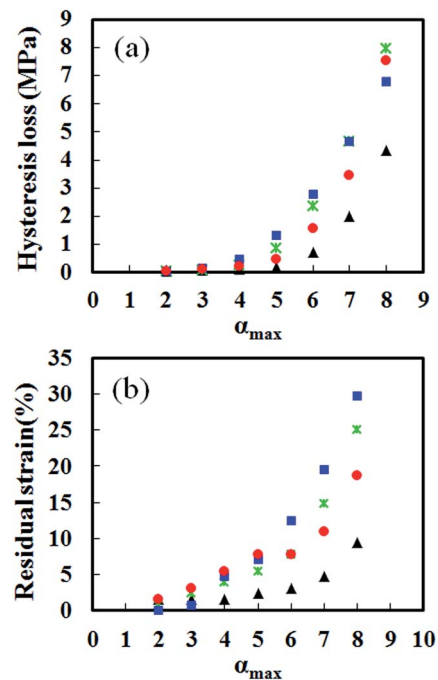 (a)
Hysteresis loss (MPa)
9
8
7
6
5
4
3
2
1
0
0 1 2 3 4 5 6 7 8 9
αmax
(b)
Residual strain(%)
35
30
25
20
15
10
5
0
0 1 2 3 4 5 6 7 8 9 10
αmax